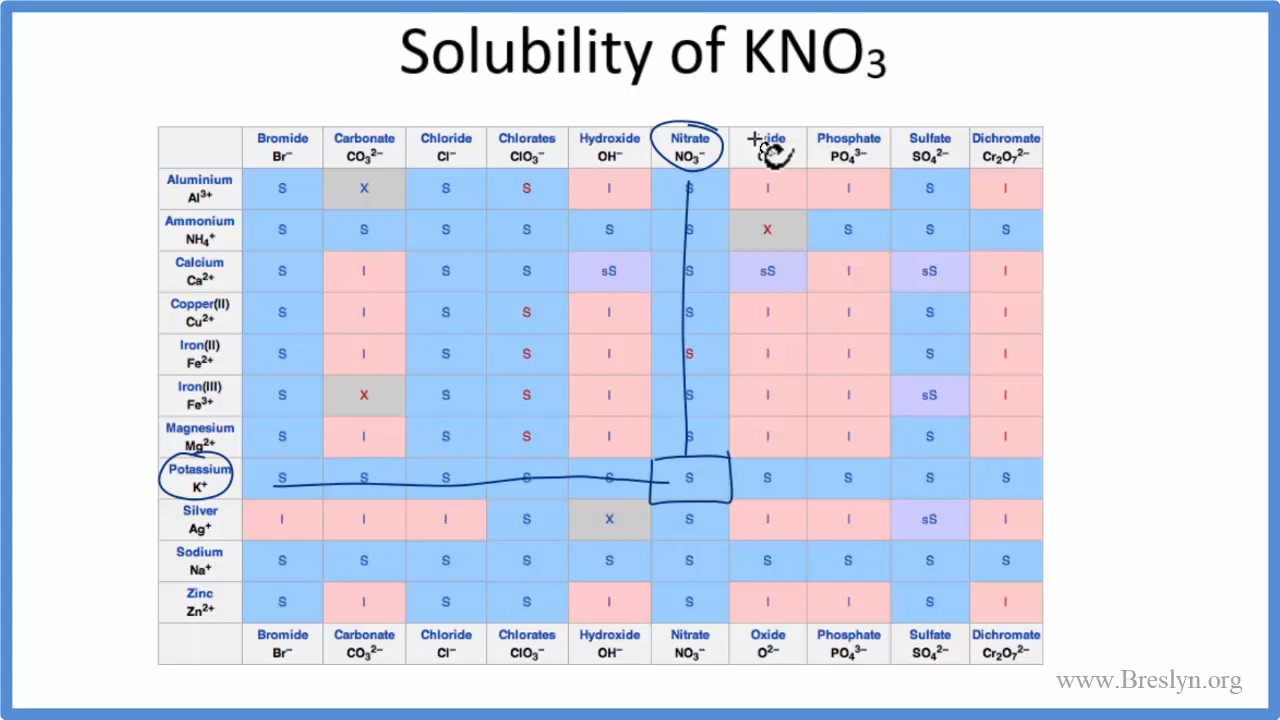 Solubility of KNO₃
Bromide Carbonate Chloride Chlorates Hydroxide Nitrate Phosphate Sulfate Dichromate
Br⁻ CO₃²⁻ Cl⁻ ClO₃⁻ OH⁻ NO₃⁻ PO₄³⁻ SO₄²⁻ Cr₂O₇²⁻
Aluminium
Al³⁺
S X S S I S I I S I
Ammonium
NH₄⁺
S S S S S S X S S S
Calcium
Ca²⁺
S I S S sS S sS I sS I
Copper(II)
Cu²⁺
S I S S I S I I S I
Iron(II)
Fe²⁺
S I S S I S I I S I
Iron(III)
Fe³⁺
S X S S I S I I sS I
Magnesium
Mg²⁺
S I S S I S I I S I
Potassium
K⁺
S S S S S S S S S S
Silver
Ag⁺
I I I S X S I I sS I
Sodium
Na⁺
S S S S S S S S S S
Zinc
Zn²⁺
S I S S I S I I S I
Bromide Carbonate Chloride Chlorates Hydroxide Nitrate Oxide Phosphate Sulfate Dichromate
Br⁻ CO₃²⁻ Cl⁻ ClO₃⁻ OH⁻ NO₃⁻ O²⁻ PO₄³⁻ SO₄²⁻ Cr₂O₇²⁻
www.Breslyn.org